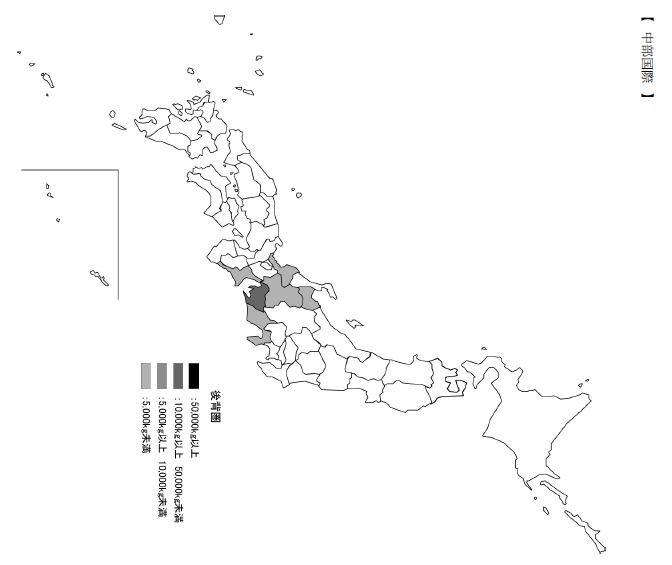 【 中部国際 】
後背圏
:50,000kg以上
:10,000kg以上 50,000kg未満
:5,000kg以上 10,000kg未満
:5,000kg未満